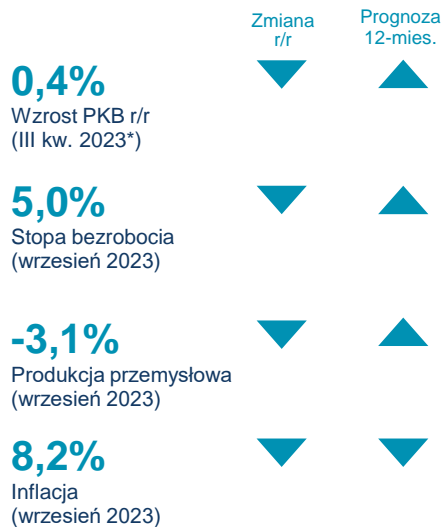 Zmiana
r/r
Prognoza
12-mies.
0,4%
Wzrost PKB r/r
(III kw. 2023*)
5,0%
Stopa bezrobocia
(wrzesień 2023)
-3,1%
Produkcja przemysłowa
(wrzesień 2023)
8,2%
Inflacja
(wrzesień 2023)